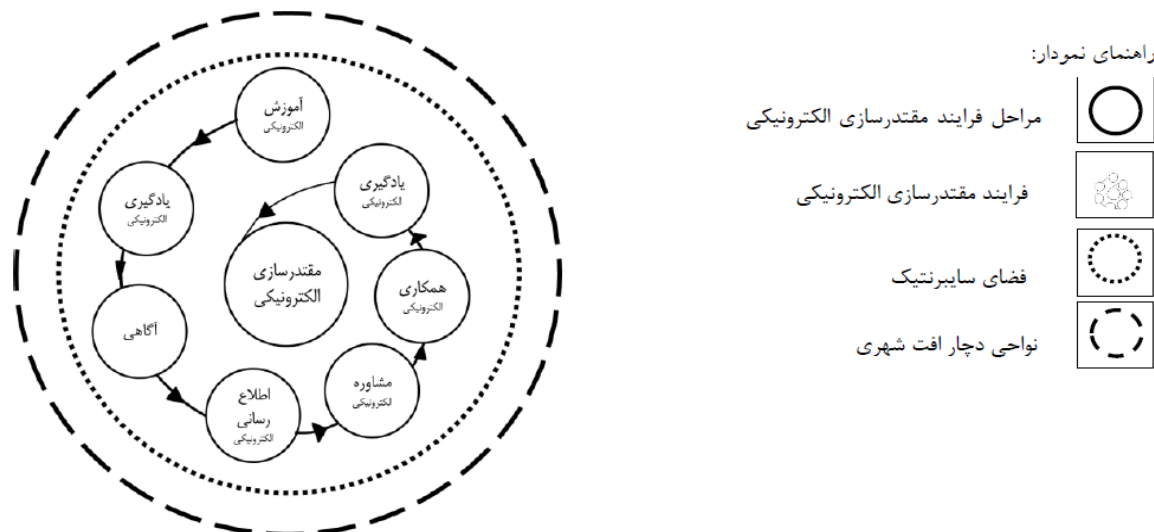 آموزش
الکترونیکی
یادگیری
الکترونیکی
آگاهی
اطلاع
رسانی
الکترونیکی
مشاوره
الکترونیکی
همکاری
الکترونیکی
یادگیری
الکترونیکی
مقتدرسازی
الکترونیکی
راهنمای نمودار:
مراحل فرایند مقتدرسازی الکترونیکی
فرایند مقتدرسازی الکترونیکی
فضای سایبرنتیک
نواحی دچار افت شهری